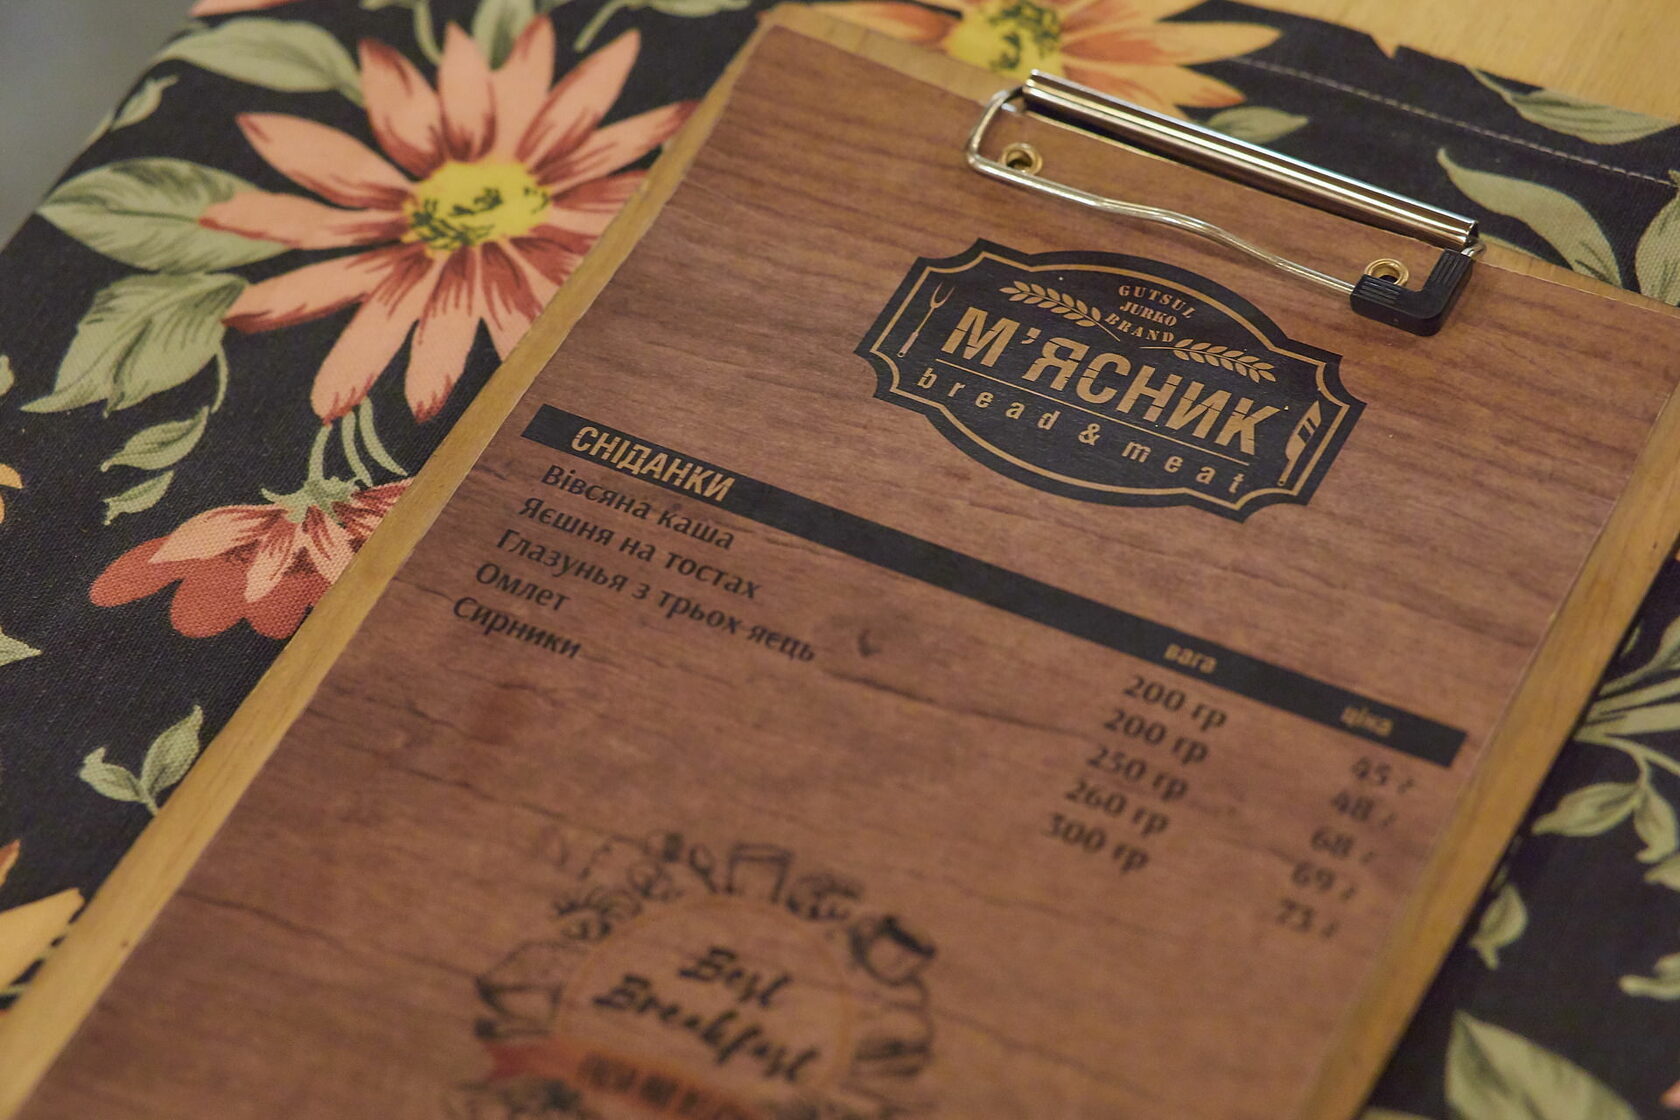 GUTSUL
JURKO
BRAND
М'ЯСНИК
bread & meat
СНІДАНКИ вага ціна
Вівсяна каша 200 гр 45 ₴
Яєшня на тостах 200 гр 48 ₴
Глазунья з трьох яєць 250 гр 68 ₴
Омлет 260 гр 69 ₴
Сирники 300 гр 73 ₴
Best
Breakfast